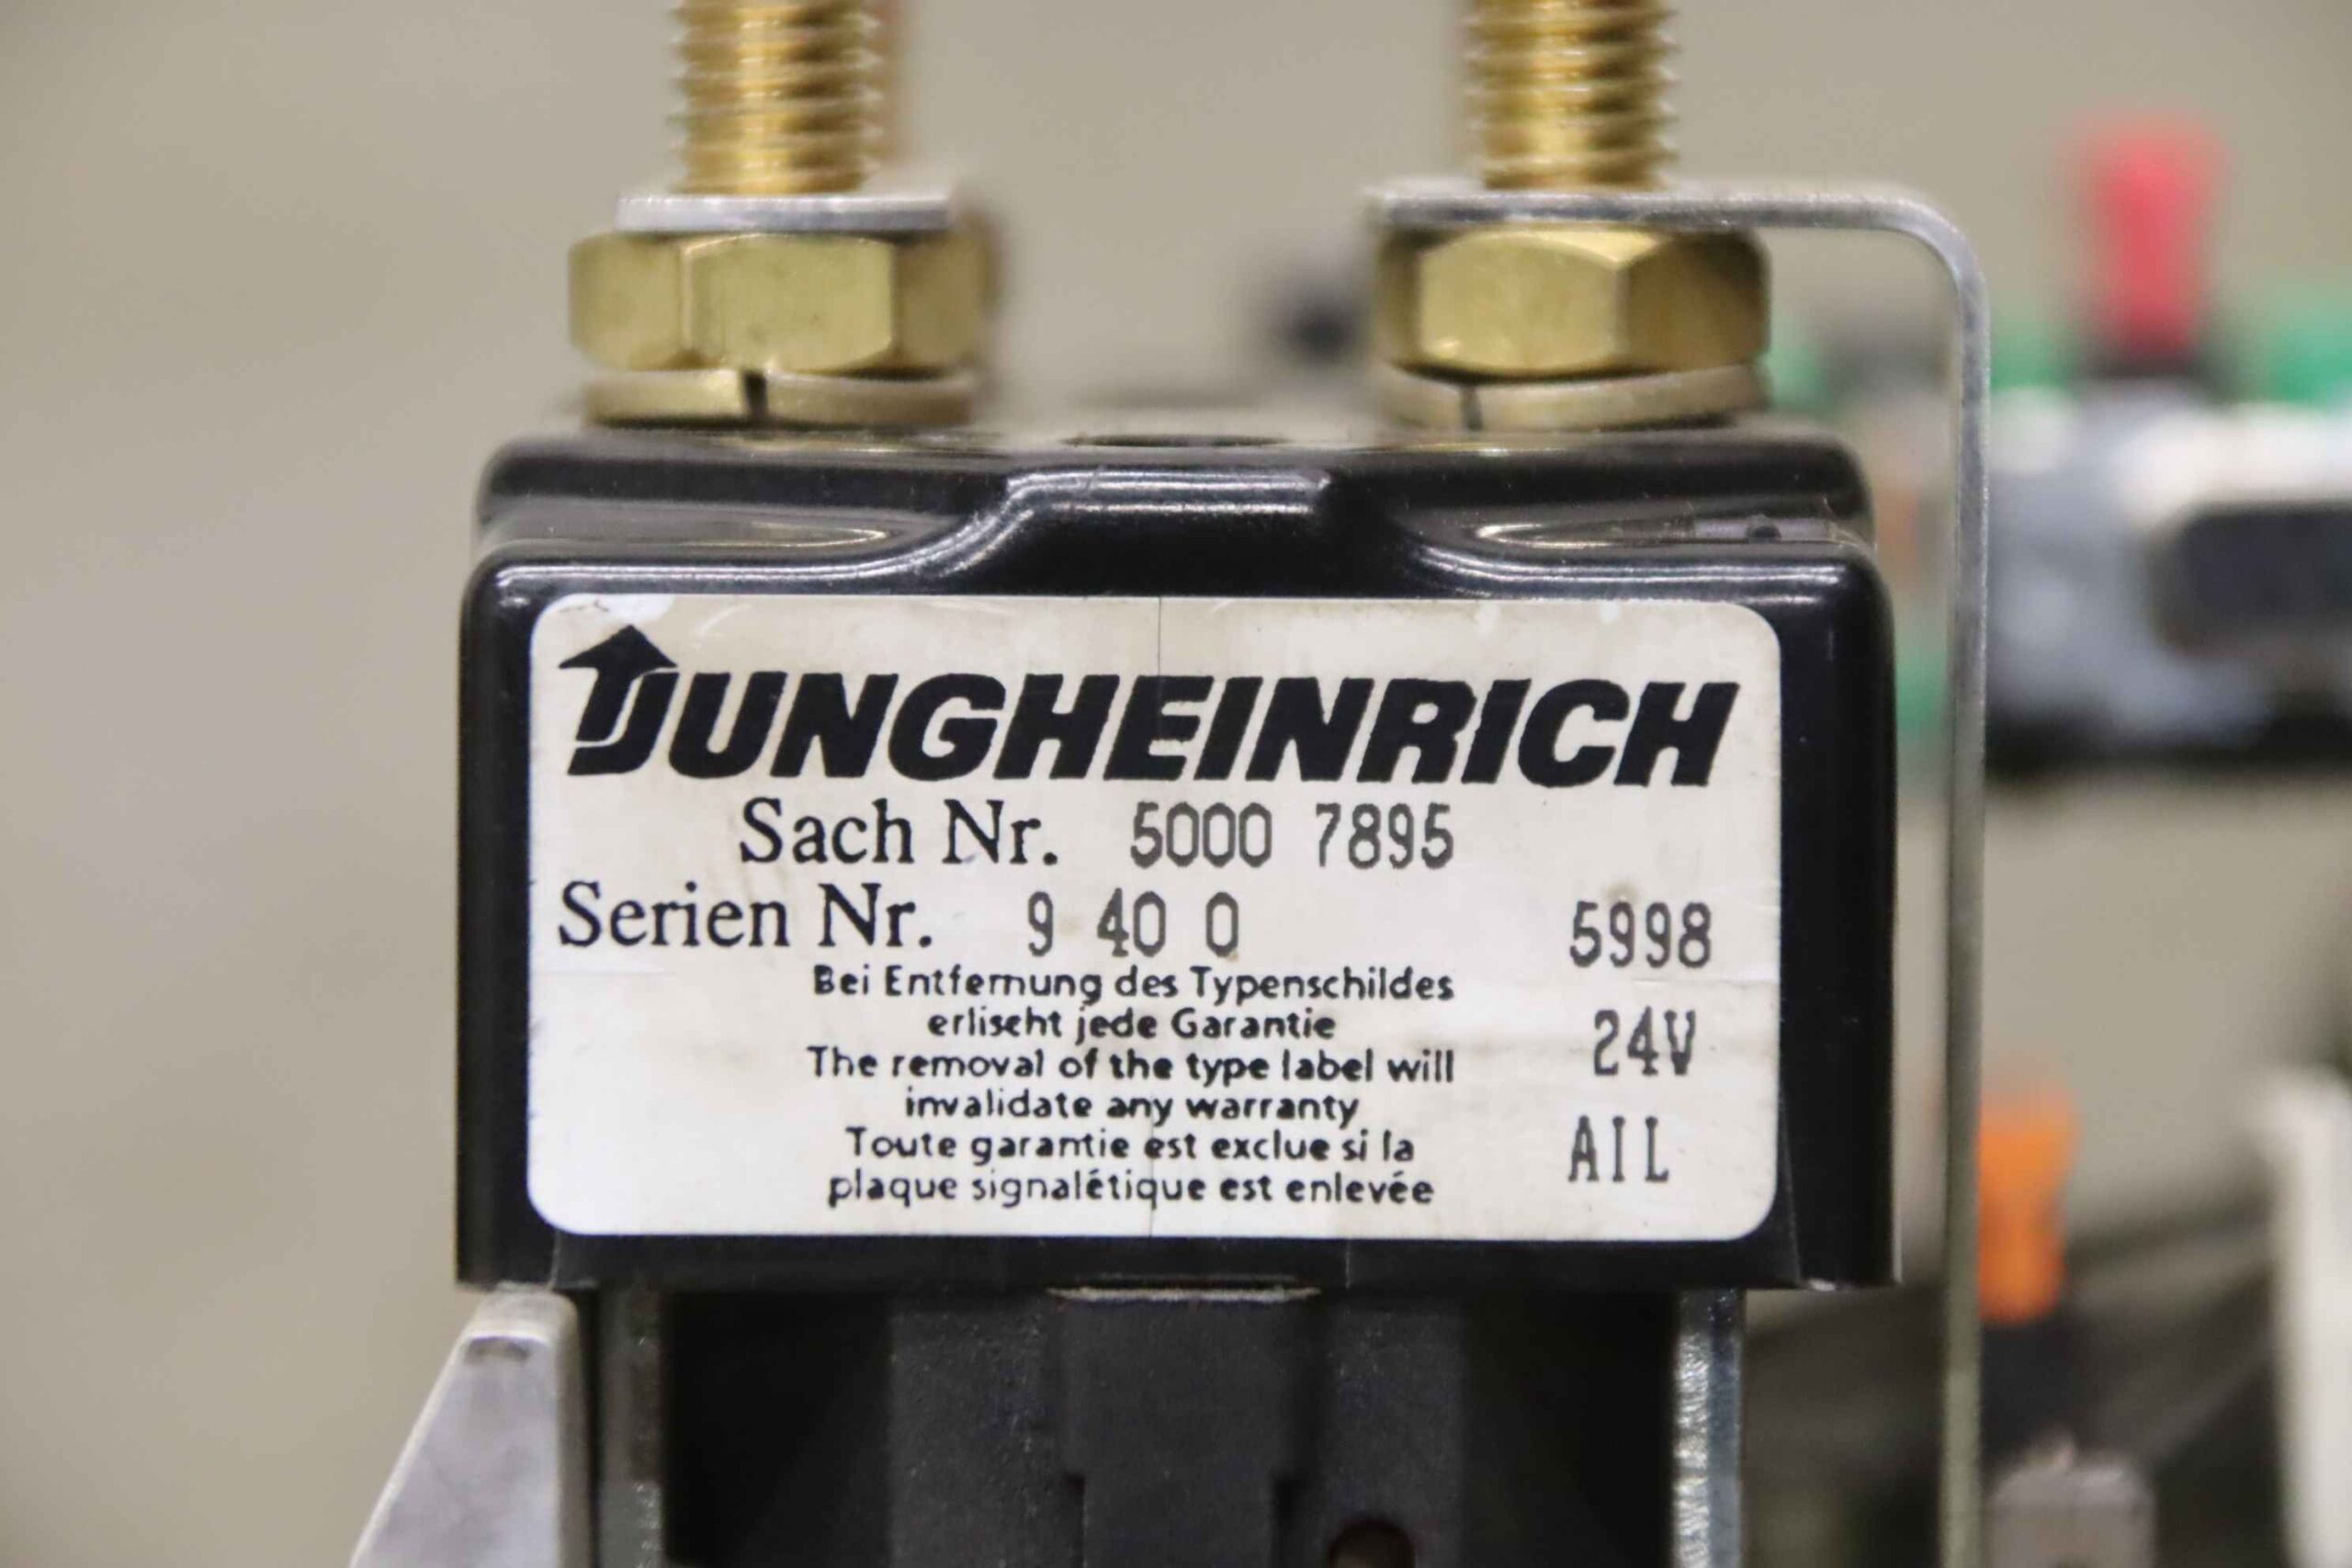 JUNGHEINRICH
Sach Nr. 5000 7895
Serien Nr. 9 40 0 5998
Bei Entfernung des Typenschildes
erlischt jede Garantie
The removal of the type label will
invalidate any warranty
Toute garantie est exclue si la
plaque signalétique est enlevée
24V
AIL